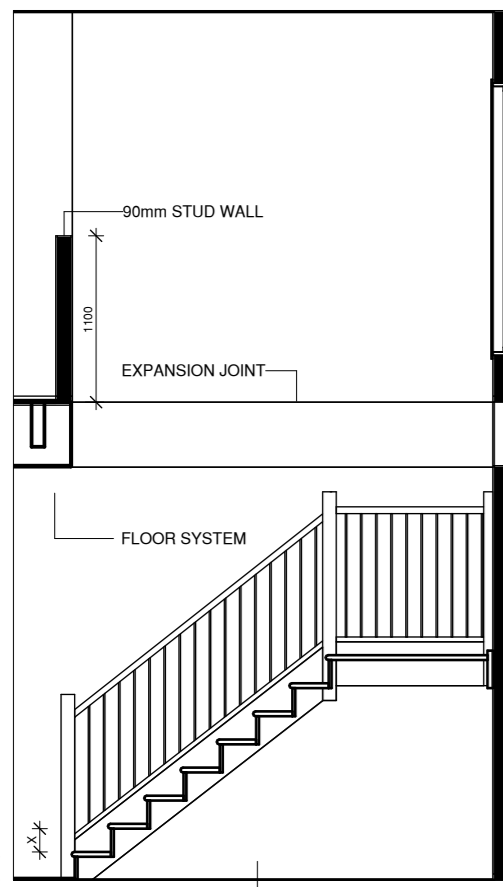 90mm STUD WALL
1100
EXPANSION JOINT
FLOOR SYSTEM
X